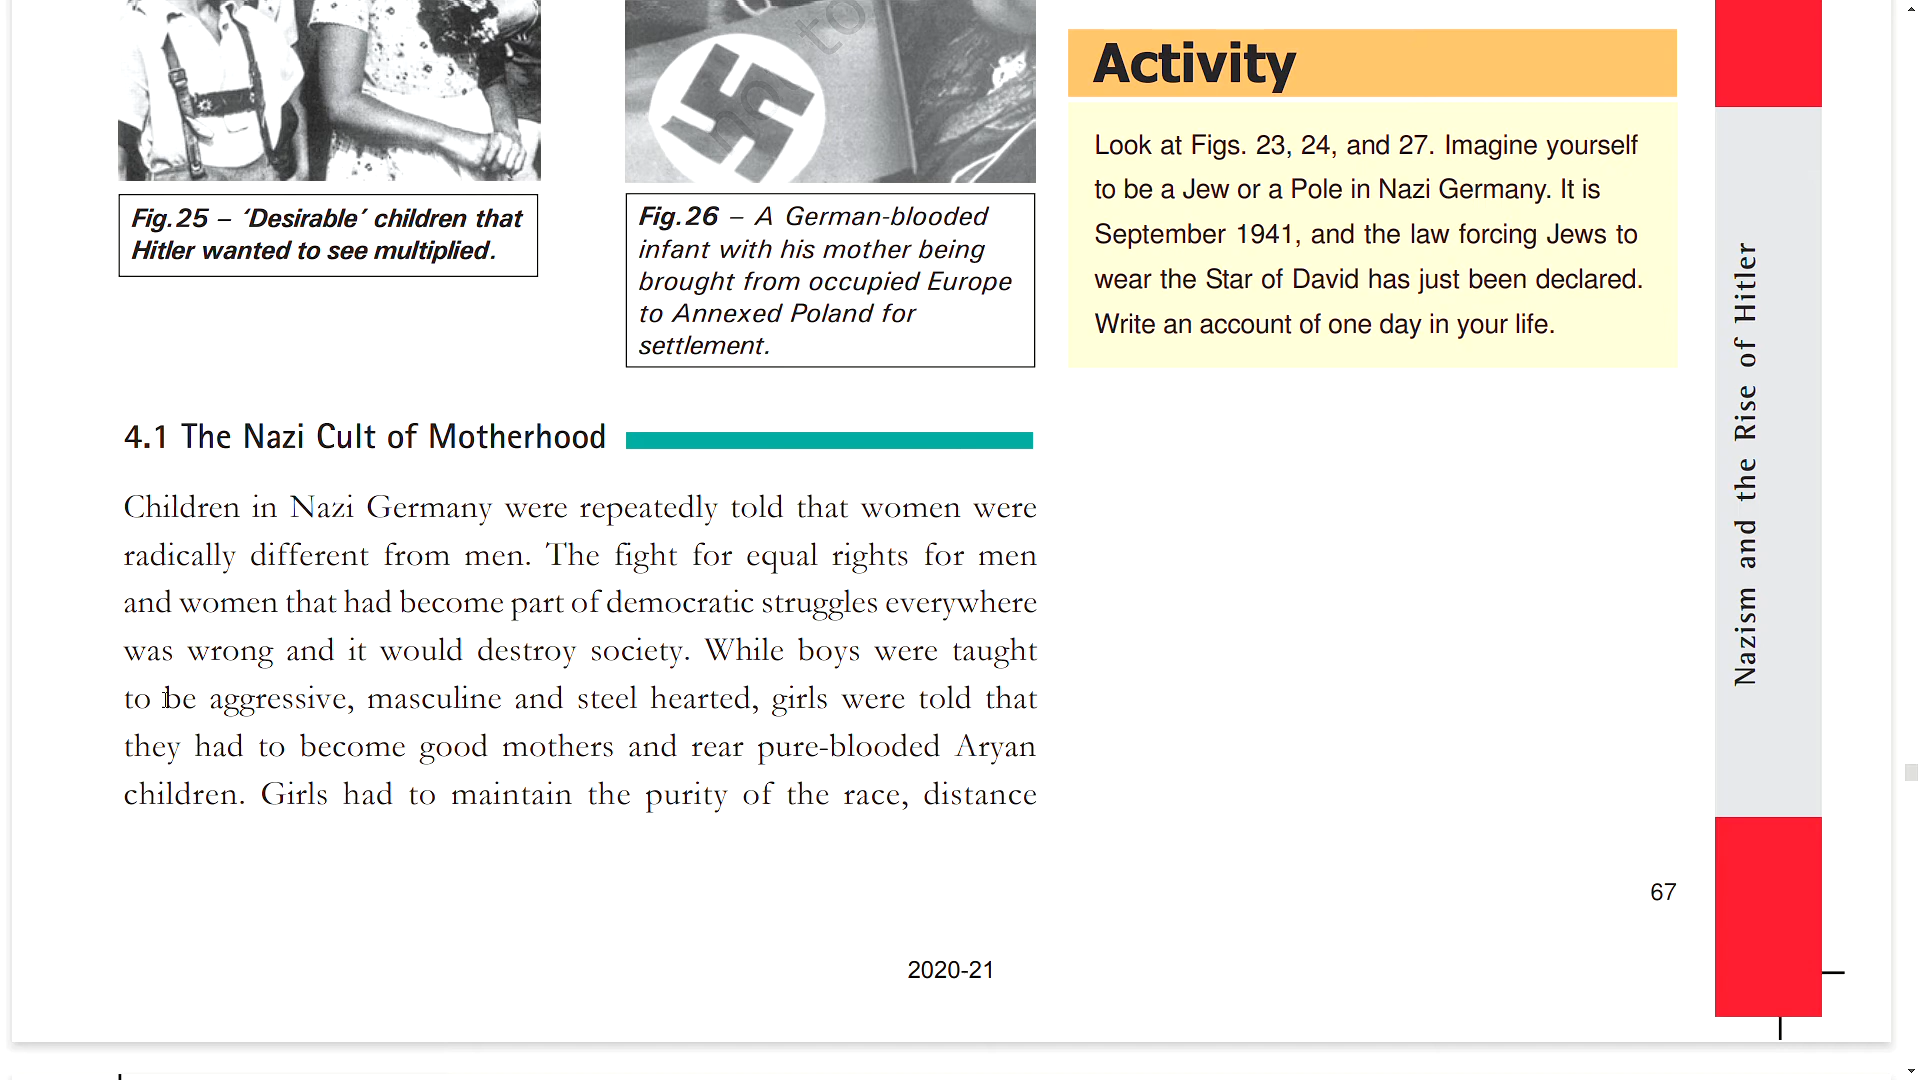 Fig.25 – ‘Desirable’ children that
Hitler wanted to see multiplied.
Fig.26 – A German-blooded
infant with his mother being
brought from occupied Europe
to Annexed Poland for
settlement.
Activity
Look at Figs. 23, 24, and 27. Imagine yourself
to be a Jew or a Pole in Nazi Germany. It is
September 1941, and the law forcing Jews to
wear the Star of David has just been declared.
Write an account of one day in your life.
4.1 The Nazi Cult of Motherhood
Children in Nazi Germany were repeatedly told that women were
radically different from men. The fight for equal rights for men
and women that had become part of democratic struggles everywhere
was wrong and it would destroy society. While boys were taught
to be aggressive, masculine and steel hearted, girls were told that
they had to become good mothers and rear pure-blooded Aryan
children. Girls had to maintain the purity of the race, distance
Nazism and the Rise of Hitler
67
2020-21
no to